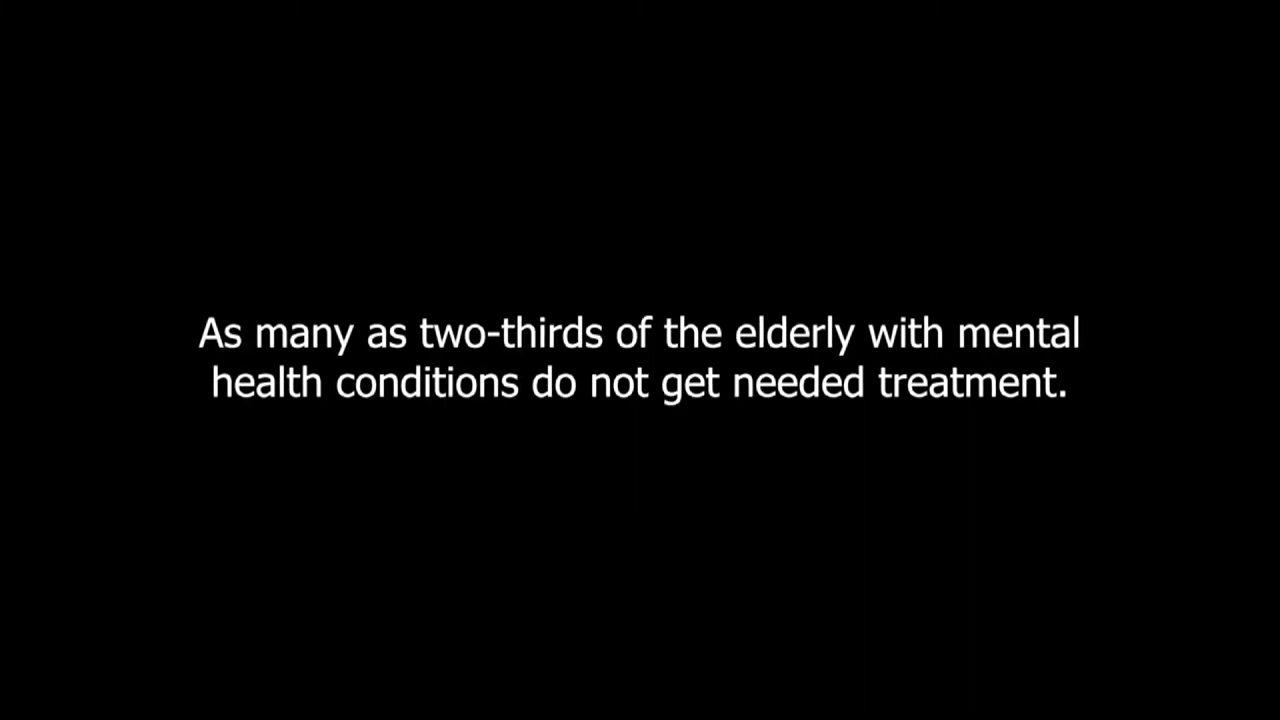 As many as two-thirds of the elderly with mental
health conditions do not get needed treatment.